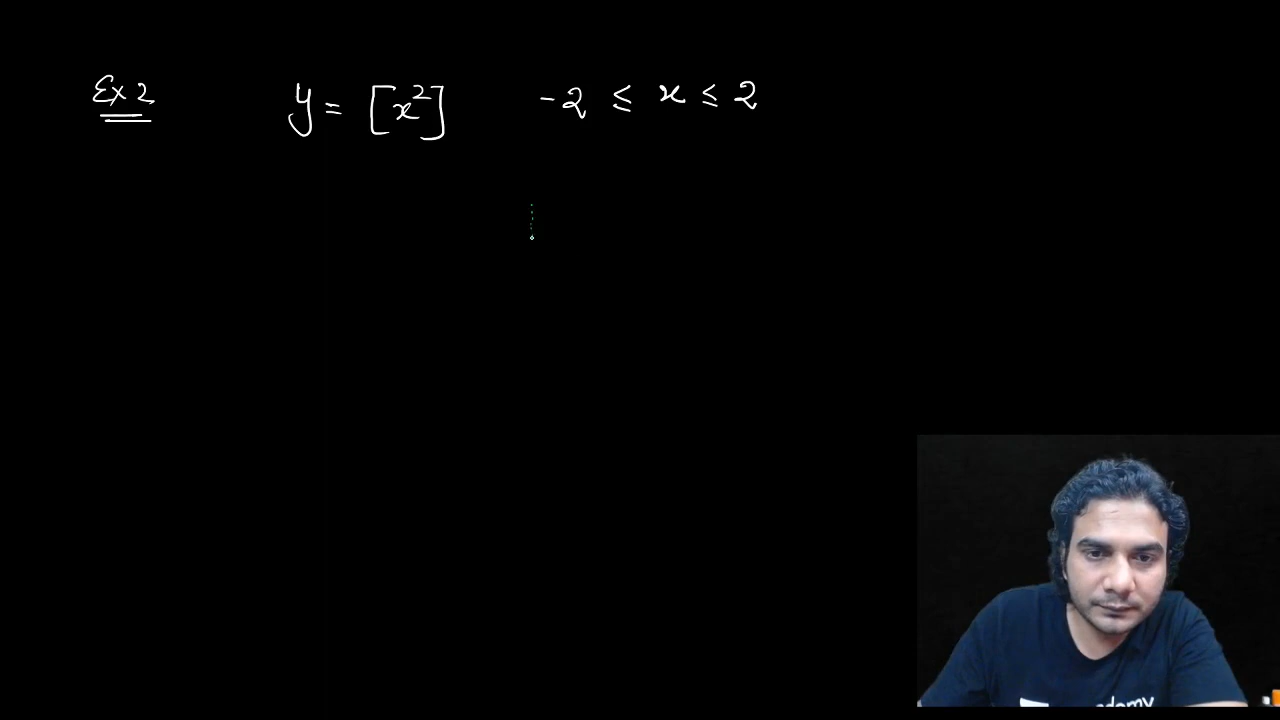 Ex 2 y = [x²] -2 ≤ x ≤ 2